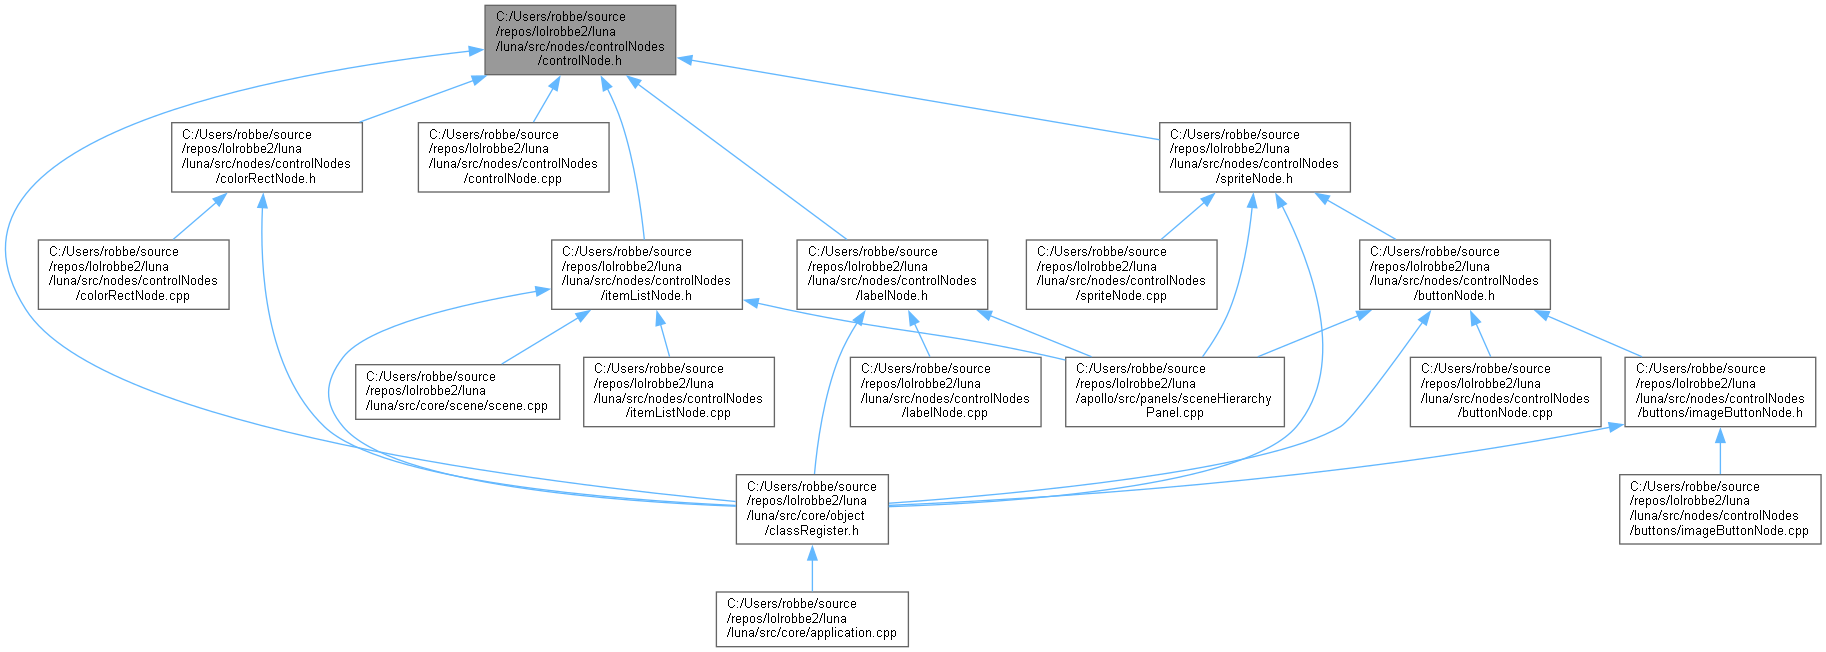 C:/Users/robbe/source
/repos/lolrobbe2/luna
/luna/src/nodes/controlNodes
/controlNode.h
C:/Users/robbe/source
/repos/lolrobbe2/luna
/luna/src/nodes/controlNodes
/colorRectNode.h
C:/Users/robbe/source
/repos/lolrobbe2/luna
/luna/src/nodes/controlNodes
/controlNode.cpp
C:/Users/robbe/source
/repos/lolrobbe2/luna
/luna/src/nodes/controlNodes
/spriteNode.h
C:/Users/robbe/source
/repos/lolrobbe2/luna
/luna/src/nodes/controlNodes
/colorRectNode.cpp
C:/Users/robbe/source
/repos/lolrobbe2/luna
/luna/src/nodes/controlNodes
/itemListNode.h
C:/Users/robbe/source
/repos/lolrobbe2/luna
/luna/src/nodes/controlNodes
/labelNode.h
C:/Users/robbe/source
/repos/lolrobbe2/luna
/luna/src/nodes/controlNodes
/spriteNode.cpp
C:/Users/robbe/source
/repos/lolrobbe2/luna
/luna/src/nodes/controlNodes
/buttonNode.h
C:/Users/robbe/source
/repos/lolrobbe2/luna
/luna/src/core/scene/scene.cpp
C:/Users/robbe/source
/repos/lolrobbe2/luna
/luna/src/nodes/controlNodes
/itemListNode.cpp
C:/Users/robbe/source
/repos/lolrobbe2/luna
/luna/src/nodes/controlNodes
/labelNode.cpp
C:/Users/robbe/source
/repos/lolrobbe2/luna
/apollo/src/panels/sceneHierarchy
Panel.cpp
C:/Users/robbe/source
/repos/lolrobbe2/luna
/luna/src/nodes/controlNodes
/buttonNode.cpp
C:/Users/robbe/source
/repos/lolrobbe2/luna
/luna/src/nodes/controlNodes
/buttons/imageButtonNode.h
C:/Users/robbe/source
/repos/lolrobbe2/luna
/luna/src/core/object
/classRegister.h
C:/Users/robbe/source
/repos/lolrobbe2/luna
/luna/src/nodes/controlNodes
/buttons/imageButtonNode.cpp
C:/Users/robbe/source
/repos/lolrobbe2/luna
/luna/src/core/application.cpp